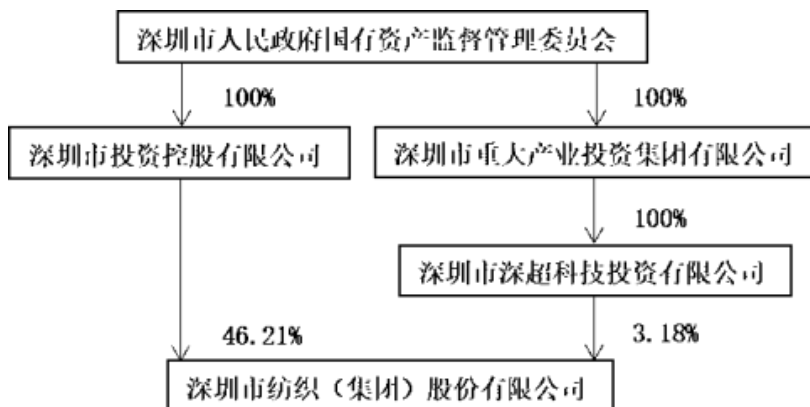 深圳市人民政府国有资产监督管理委员会
100%
100%
深圳市投资控股有限公司
深圳市重大产业投资集团有限公司
100%
深圳市深超科技投资有限公司
46.21%
3.18%
深圳市纺织（集团）股份有限公司